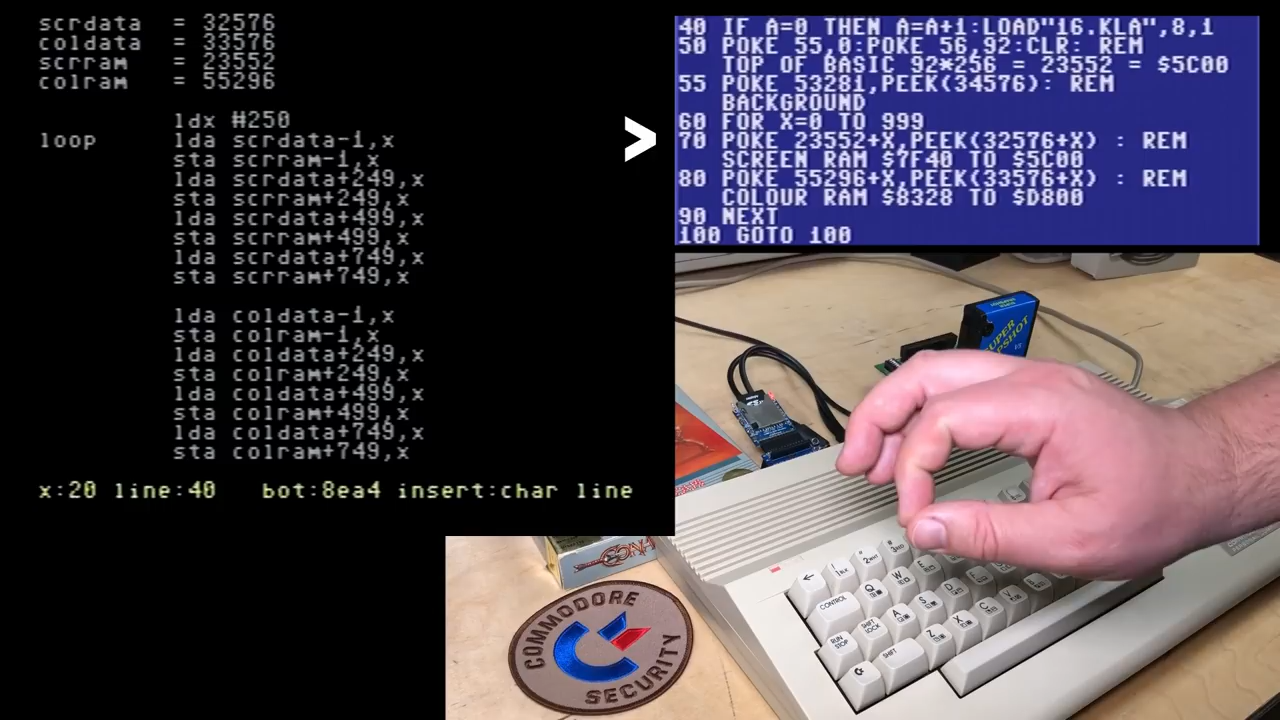 scrdata  = 32576
coldata  = 33576
scrram   = 23552
colram   = 55296
ldx #250
loop     lda scrdata-1,x
sta scrram-1,x
lda scrdata+249,x
sta scrram+249,x
lda scrdata+499,x
sta scrram+499,x
lda scrdata+749,x
sta scrram+749,x
lda coldata-1,x
sta colram-1,x
lda coldata+249,x
sta colram+249,x
lda coldata+499,x
sta colram+499,x
lda coldata+749,x
sta colram+749,x
x:20 line:40   bot:8ea4 insert:char line
>
40 IF A=0 THEN A=A+1:LOAD"16.KLA",8,1
50 POKE 55,0:POKE 56,92:CLR: REM
TOP OF BASIC 92*256 = 23552 = $5C00
55 POKE 53281,PEEK(34576): REM
BACKGROUND
60 FOR X=0 TO 999
70 POKE 23552+X,PEEK(32576+X) : REM
SCREEN RAM $7F40 TO $5C00
80 POKE 55296+X,PEEK(33576+X) : REM
COLOUR RAM $8328 TO $D800
90 NEXT
100 GOTO 100
SUPER
COMMODORE
SECURITY
CONTROL
Q W
SHIFT LOCK
A S D
RUN STOP
SHIFT
Z X C V